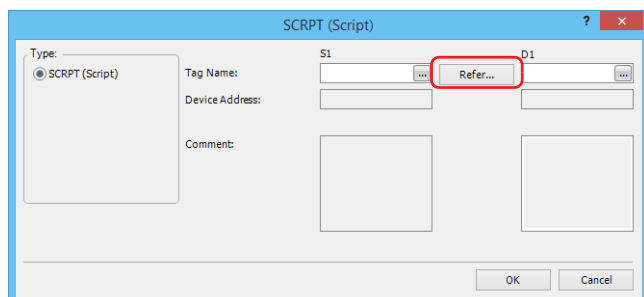 SCRPT (Script)
? ×
Type:
SCRPT (Script)
S1
D1
Tag Name:
...
Refer...
...
Device Address:
Comment:
OK
Cancel